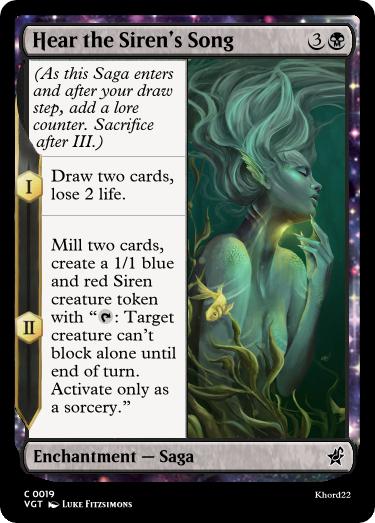 Hear the Siren's Song 3
(As this Saga enters
and after your draw
step, add a lore
counter. Sacrifice
after III.)
I
Draw two cards,
lose 2 life.
II
Mill two cards,
create a 1/1 blue
and red Siren
creature token
with “: Target
creature can't
block alone until
end of turn.
Activate only as
a sorcery.”
Enchantment — Saga
C 0019
VGT Luke Fitzsimons
Khord22